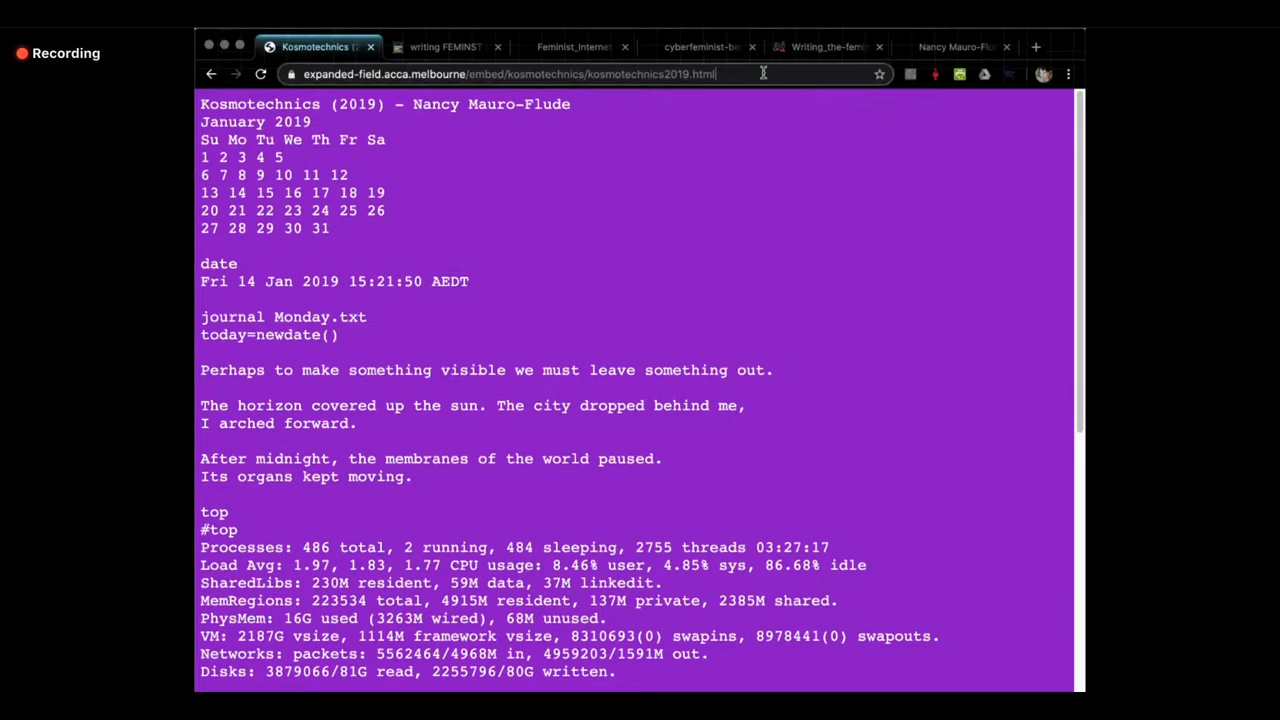 Recording
Kosmotechnics (
writing FEMINST
Feminist_Internet
cyberfeminist-be
Writing_the-femi
Nancy Mauro-Flu
expanded-field.acca.melbourne/embed/kosmotechnics/kosmotechnics2019.html
Kosmotechnics (2019) - Nancy Mauro-Flude
January 2019
Su Mo Tu We Th Fr Sa
1 2 3 4 5
6 7 8 9 10 11 12
13 14 15 16 17 18 19
20 21 22 23 24 25 26
27 28 29 30 31
date
Fri 14 Jan 2019 15:21:50 AEDT
journal Monday.txt
today=newdate()
Perhaps to make something visible we must leave something out.
The horizon covered up the sun. The city dropped behind me,
I arched forward.
After midnight, the membranes of the world paused.
Its organs kept moving.
top
#top
Processes: 486 total, 2 running, 484 sleeping, 2755 threads 03:27:17
Load Avg: 1.97, 1.83, 1.77 CPU usage: 8.46% user, 4.85% sys, 86.68% idle
SharedLibs: 230M resident, 59M data, 37M linkedit.
MemRegions: 223534 total, 4915M resident, 137M private, 2385M shared.
PhysMem: 16G used (3263M wired), 68M unused.
VM: 2187G vsize, 1114M framework vsize, 8310693(0) swapins, 8978441(0) swapouts.
Networks: packets: 5562464/4968M in, 4959203/1591M out.
Disks: 3879066/81G read, 2255796/80G written.